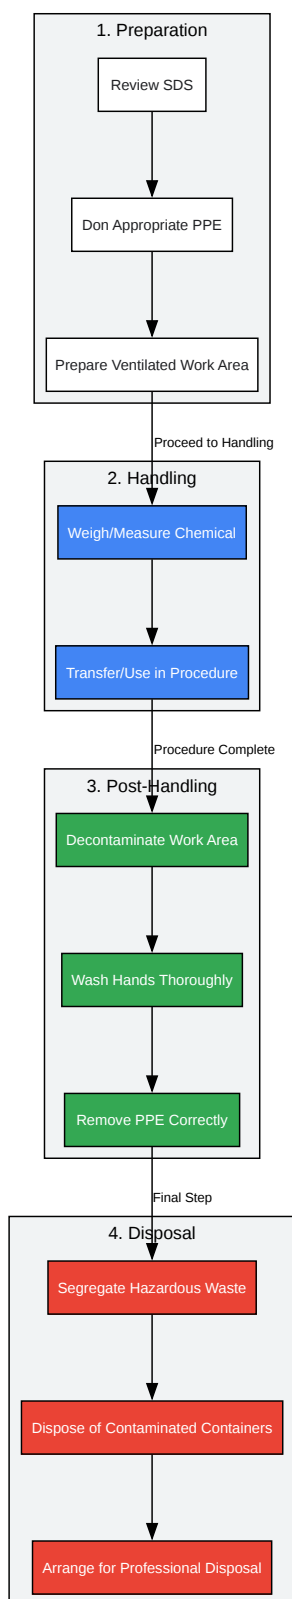 1. Preparation
Review SDS
Don Appropriate PPE
Prepare Ventilated Work Area
Proceed to Handling
2. Handling
Weigh/Measure Chemical
Transfer/Use in Procedure
Procedure Complete
3. Post-Handling
Decontaminate Work Area
Wash Hands Thoroughly
Remove PPE Correctly
Final Step
4. Disposal
Segregate Hazardous Waste
Dispose of Contaminated Containers
Arrange for Professional Disposal